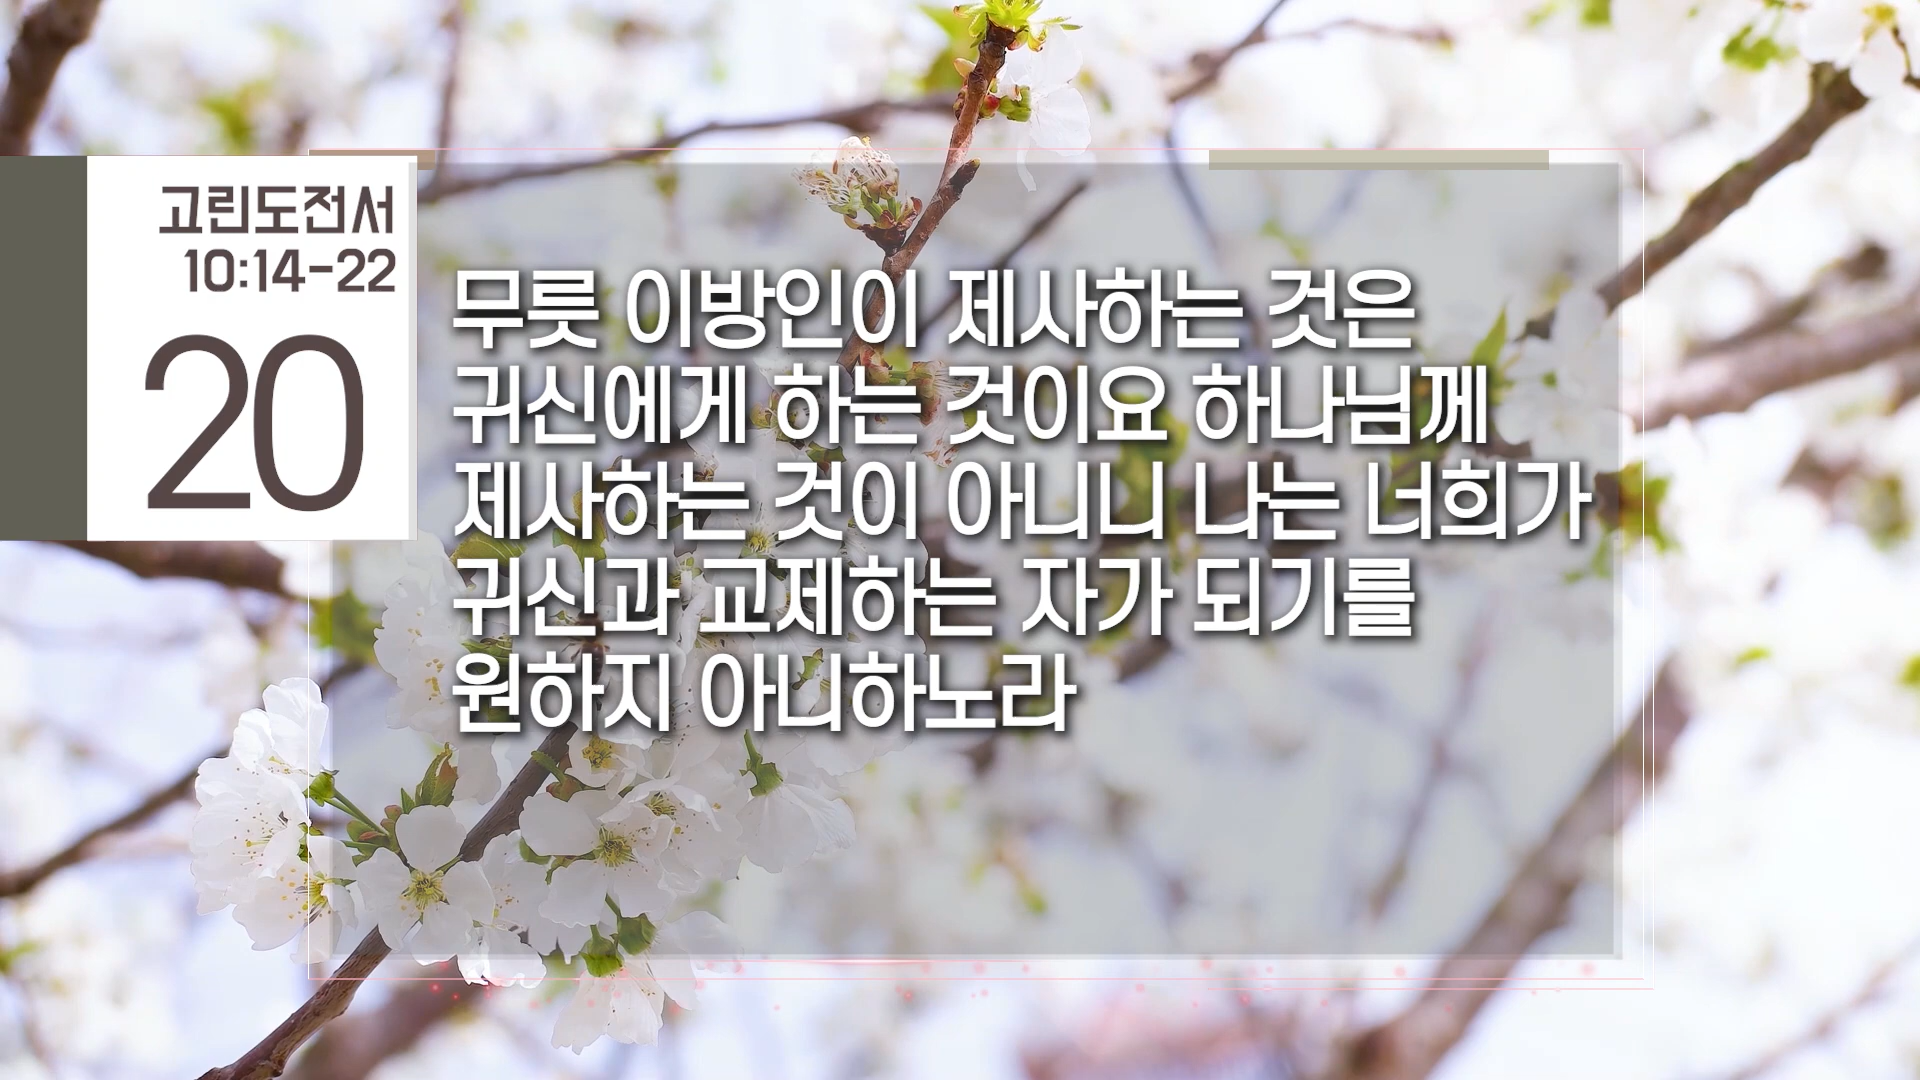 고린도전서
10:14-22
20
무릇 이방인이 제사하는 것은
귀신에게 하는 것이요 하나님께
제사하는 것이 아니니 나는 너희가
귀신과 교제하는 자가 되기를
원하지 아니하노라